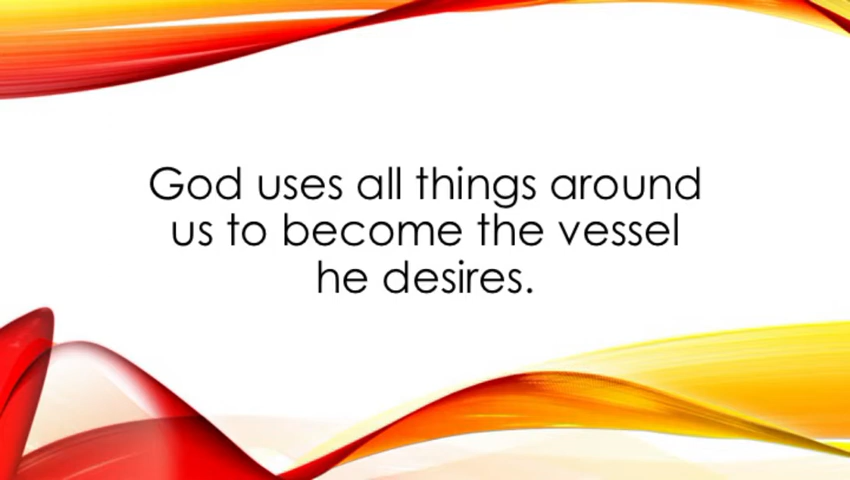 God uses all things around
us to become the vessel
he desires.